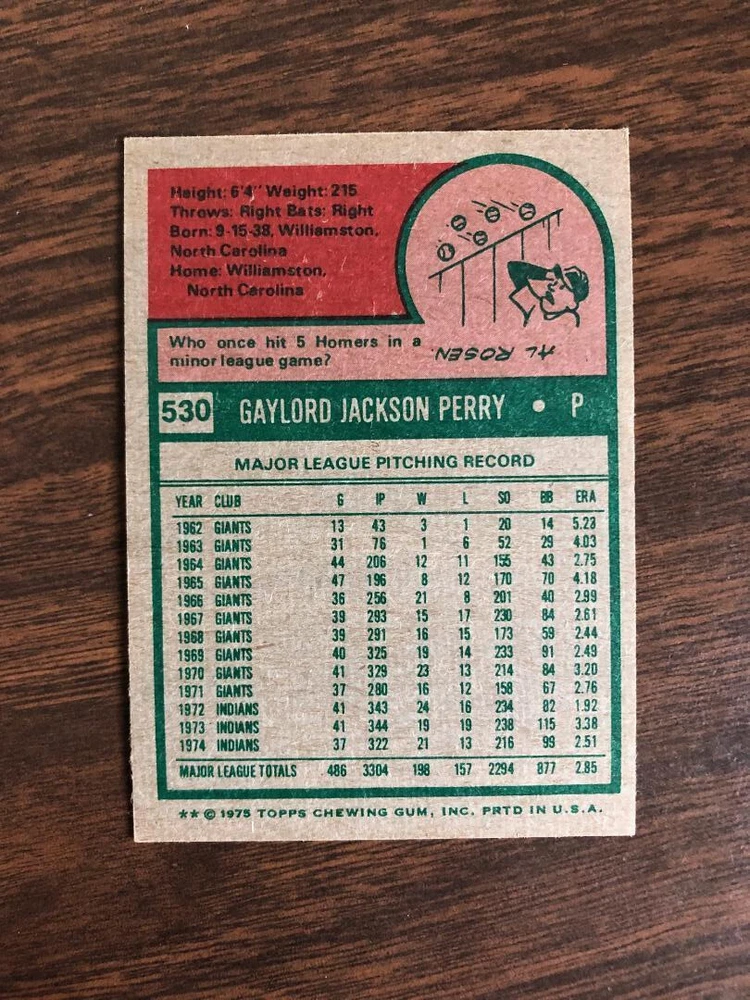 Height: 6'4" Weight: 215
Throws: Right Bats: Right
Born: 9-15-38, Williamston,
North Carolina
Home: Williamston,
North Carolina
Who once hit 5 Homers in a
minor league game?
AL ROSEN.
530 GAYLORD JACKSON PERRY • P
MAJOR LEAGUE PITCHING RECORD
YEAR CLUB G IP W L SO BB ERA
1962 GIANTS 13 43 3 1 20 14 5.23
1963 GIANTS 31 76 1 6 52 29 4.03
1964 GIANTS 44 206 12 11 155 43 2.75
1965 GIANTS 47 196 8 12 170 70 4.18
1966 GIANTS 36 256 21 8 201 40 2.99
1967 GIANTS 39 293 15 17 230 84 2.61
1968 GIANTS 39 291 16 15 173 59 2.44
1969 GIANTS 40 325 19 14 233 91 2.49
1970 GIANTS 41 329 23 13 214 84 3.20
1971 GIANTS 37 280 16 12 158 67 2.76
1972 INDIANS 41 343 24 16 234 82 1.92
1973 INDIANS 41 344 19 19 238 115 3.38
1974 INDIANS 37 322 21 13 216 99 2.51
MAJOR LEAGUE TOTALS 486 3304 198 157 2294 877 2.85
** © 1975 TOPPS CHEWING GUM, INC. PRTD IN U.S.A.